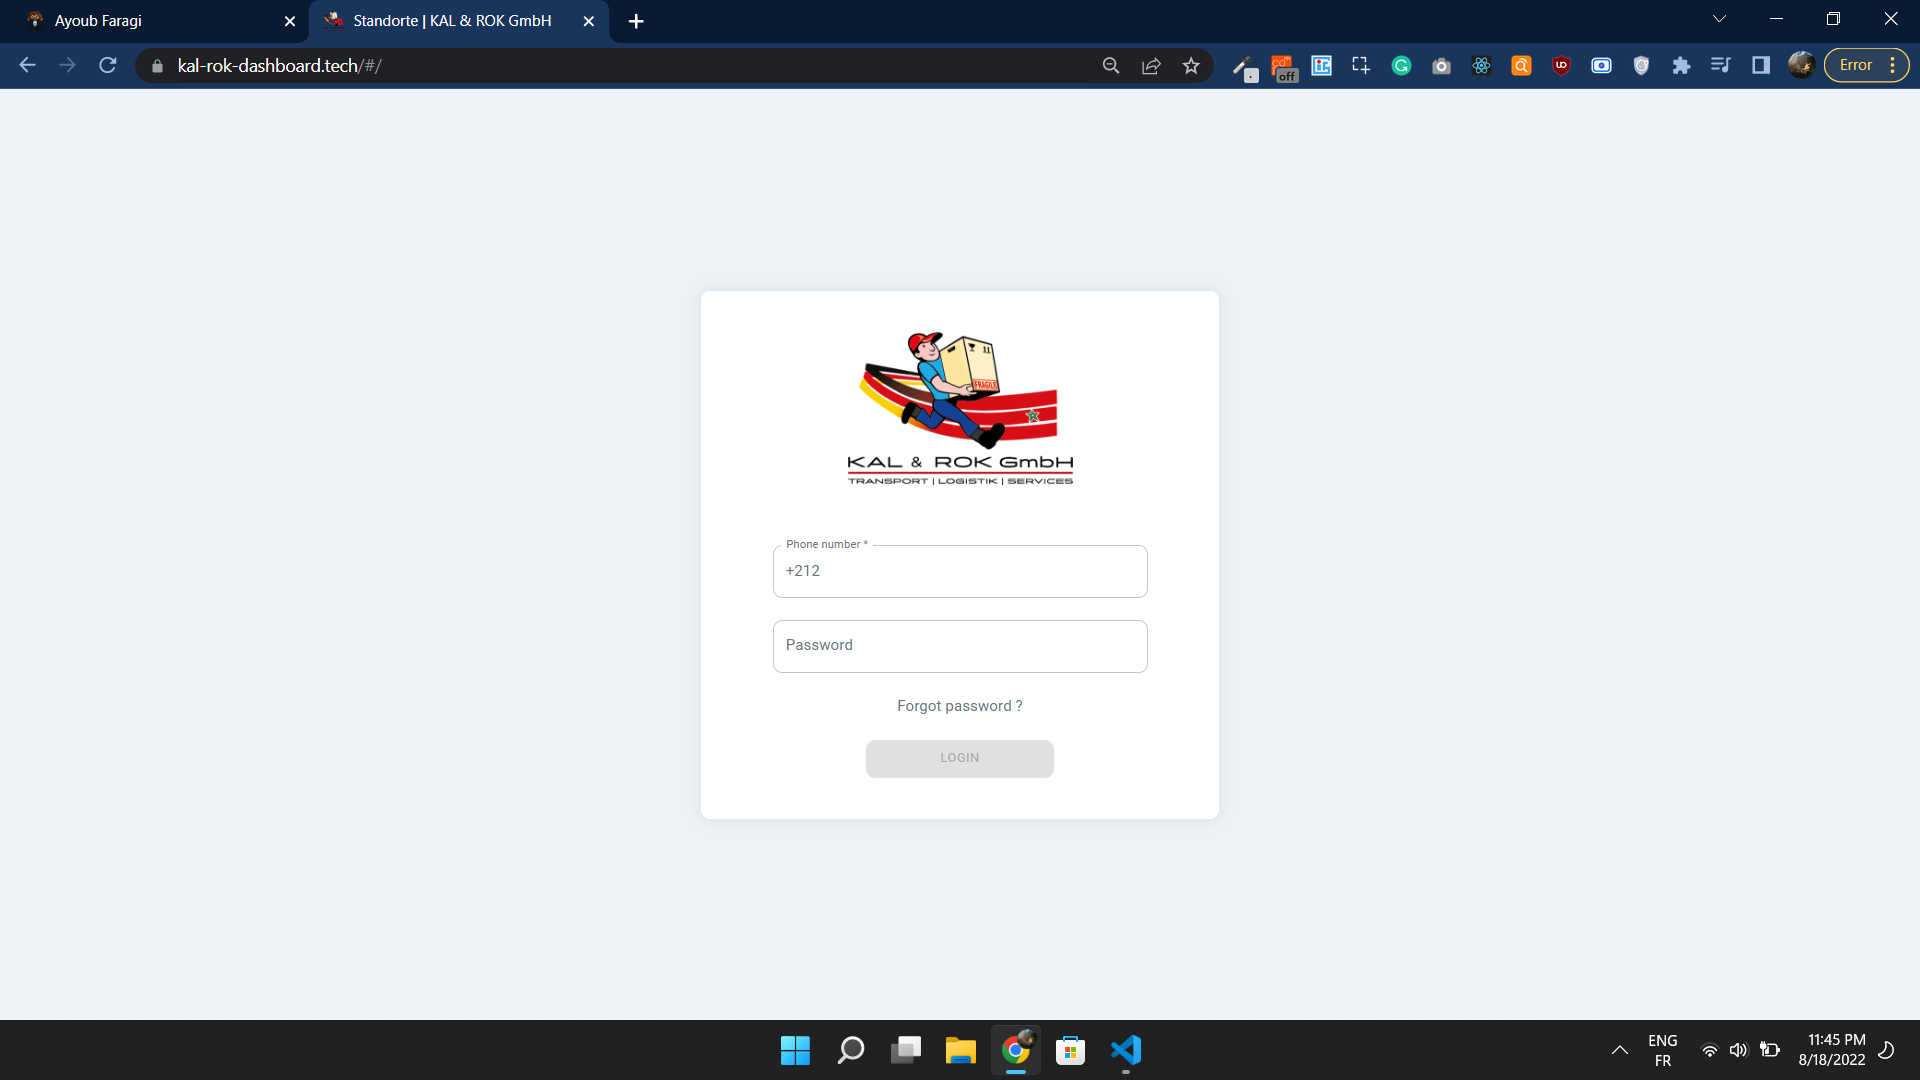 Ayoub Faragi
Standorte | KAL & ROK GmbH
kal-rok-dashboard.tech/#/
off
Error
FRAGILE
KAL & ROK GmbH
TRANSPORT | LOGISTIK | SERVICES
Phone number *
+212
Password
Forgot password ?
LOGIN
ENG
FR
11:45 PM
8/18/2022